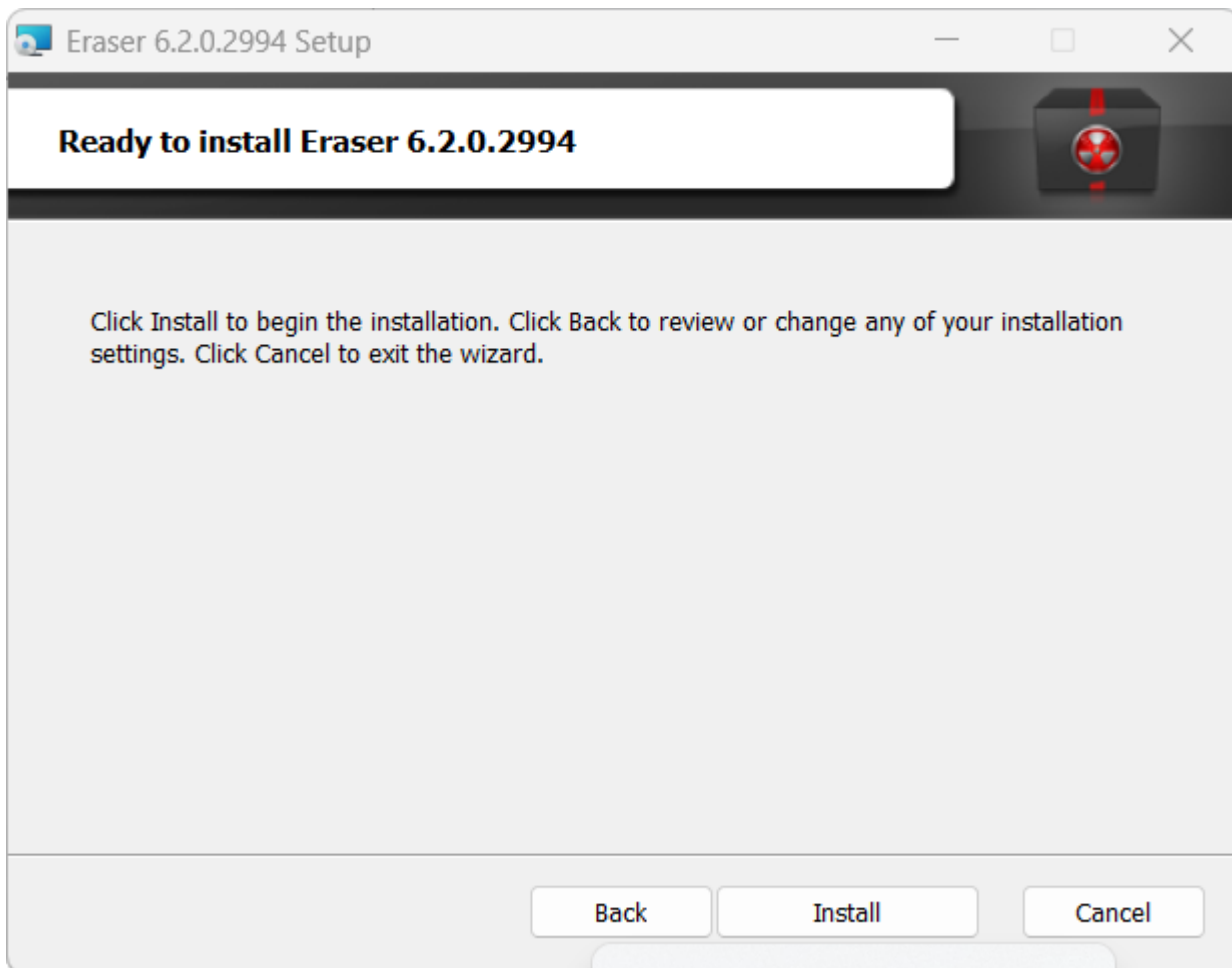 Eraser 6.2.0.2994 Setup
Ready to install Eraser 6.2.0.2994
Click Install to begin the installation. Click Back to review or change any of your installation
settings. Click Cancel to exit the wizard.
Back Install Cancel